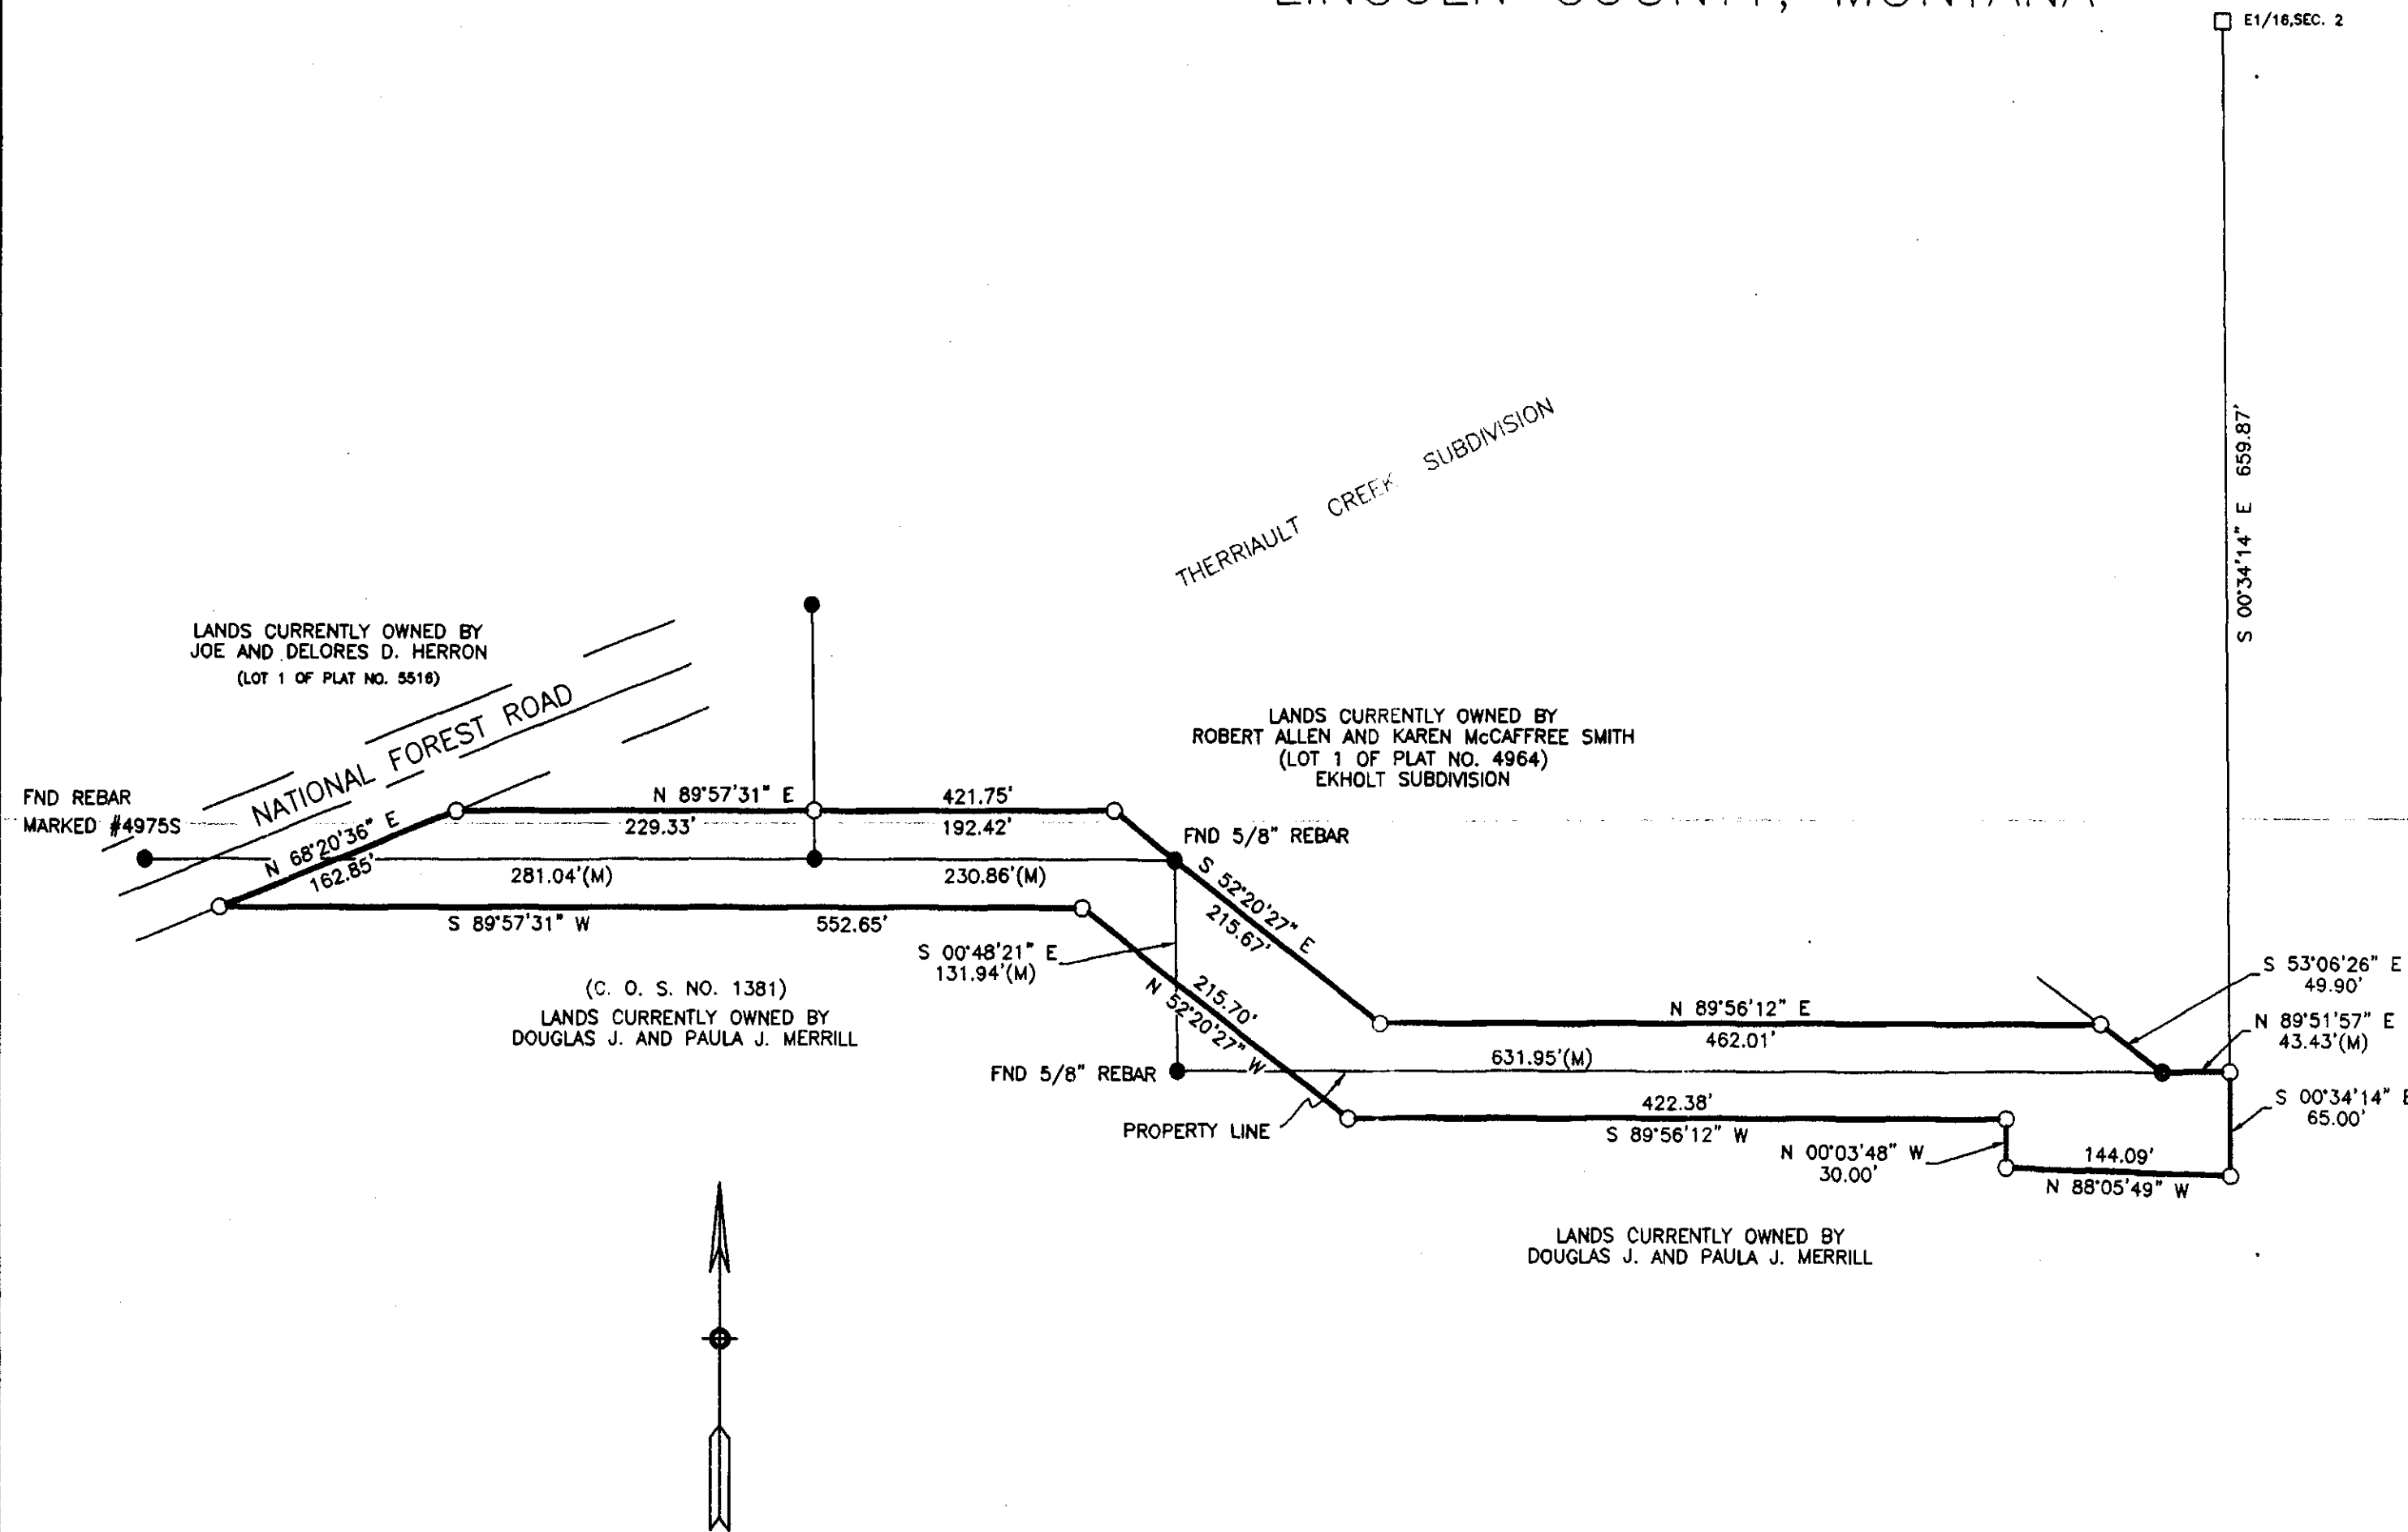 LINCOLN COUNTY, MONTANA
E1/16,SEC. 2
S 00°34'14" E 659.87'
THERRIAULT CREEK SUBDIVISION
LANDS CURRENTLY OWNED BY
JOE AND DELORES D. HERRON
(LOT 1 OF PLAT NO. 5516)
NATIONAL FOREST ROAD
LANDS CURRENTLY OWNED BY
ROBERT ALLEN AND KAREN McCAFFREE SMITH
(LOT 1 OF PLAT NO. 4964)
EKHOLT SUBDIVISION
FND REBAR
MARKED #4975S
N 68°20'36" E
162.85'
N 89°57'31" E
421.75'
229.33'
192.42'
FND 5/8" REBAR
281.04'(M)
230.86'(M)
S 52°20'27" E
215.67'
S 89°57'31" W
552.65'
S 00°48'21" E
131.94'(M)
(C. O. S. NO. 1381)
LANDS CURRENTLY OWNED BY
DOUGLAS J. AND PAULA J. MERRILL
215.70'
N 52°20'27" W
N 89°56'12" E
462.01'
S 53°06'26" E
49.90'
N 89°51'57" E
43.43'(M)
631.95'(M)
FND 5/8" REBAR
PROPERTY LINE
422.38'
S 89°56'12" W
N 00°03'48" W
30.00'
144.09'
N 88°05'49" W
S 00°34'14" E
65.00'
LANDS CURRENTLY OWNED BY
DOUGLAS J. AND PAULA J. MERRILL